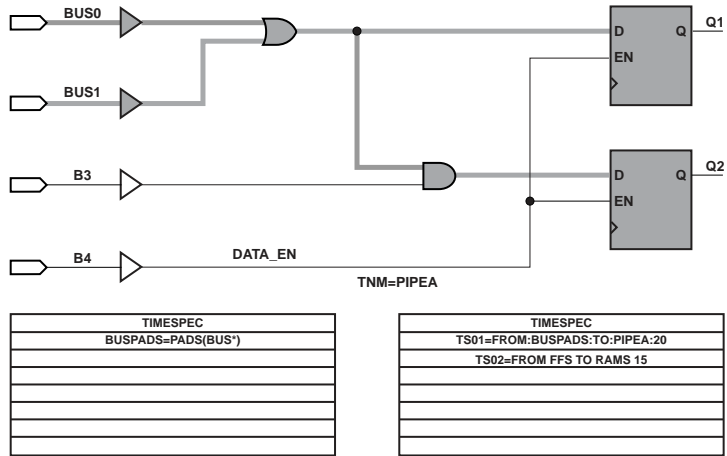 BUS0
Q1
D Q
EN
BUS1
B3
Q2
D Q
EN
B4
DATA_EN
TNM=PIPEA
TIMESPEC
BUSPADS=PADS(BUS*)
TIMESPEC
TS01=FROM:BUSPADS:TO:PIPEA:20
TS02=FROM FFS TO RAMS 15